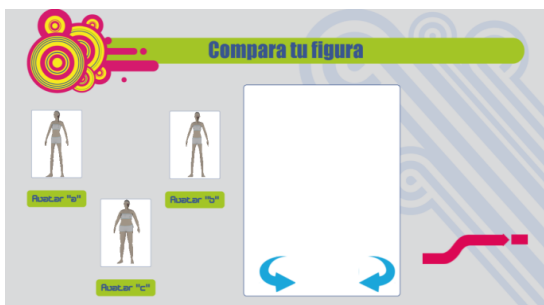 Compara tu figura
Avatar "a"
Avatar "b"
Avatar "c"